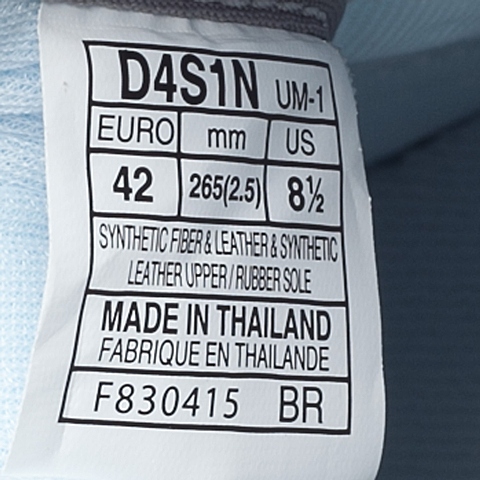 D4S1N UM-1
EURO mm US
42 265(2.5) 8½
SYNTHETIC FIBER & LEATHER & SYNTHETIC
LEATHER UPPER / RUBBER SOLE
MADE IN THAILAND
FABRIQUE EN THAILANDE
F830415 BR